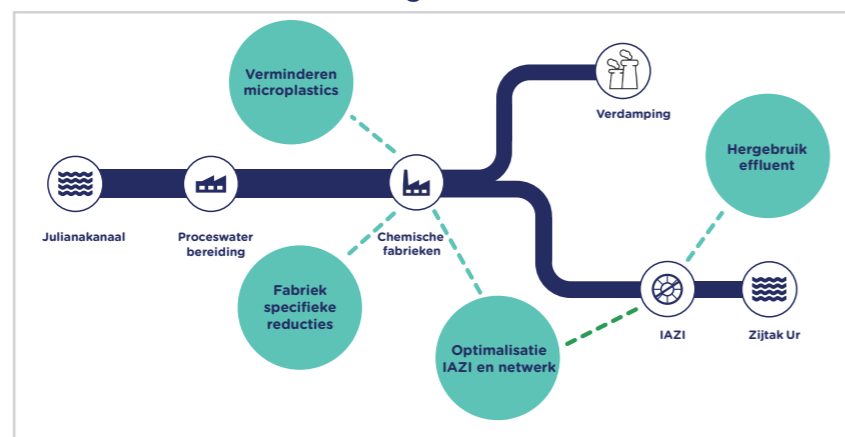 Verminderen
microplastics
Verdamping
Hergebruik
effluent
Julianakanaal
Proceswater
bereiding
Chemische
fabrieken
Fabriek
specifieke
reducties
Optimalisatie
IAZI en netwerk
IAZI
Zijtak Ur